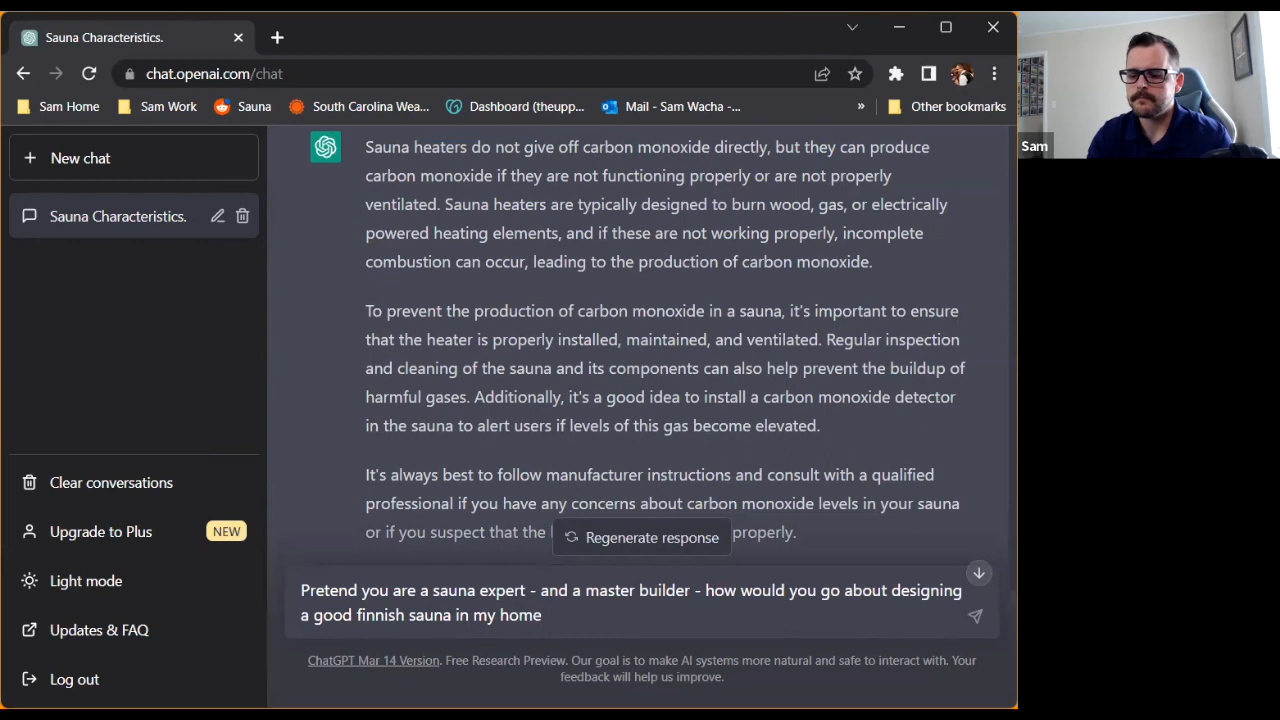 Sauna Characteristics.
chat.openai.com/chat
Sam Home
Sam Work
Sauna
South Carolina Wea...
Dashboard (theupp...
Mail - Sam Wacha -...
»
Other bookmarks
Sam
+ New chat
Sauna Characteristics.
Sauna heaters do not give off carbon monoxide directly, but they can produce
carbon monoxide if they are not functioning properly or are not properly
ventilated. Sauna heaters are typically designed to burn wood, gas, or electrically
powered heating elements, and if these are not working properly, incomplete
combustion can occur, leading to the production of carbon monoxide.
To prevent the production of carbon monoxide in a sauna, it's important to ensure
that the heater is properly installed, maintained, and ventilated. Regular inspection
and cleaning of the sauna and its components can also help prevent the buildup of
harmful gases. Additionally, it's a good idea to install a carbon monoxide detector
in the sauna to alert users if levels of this gas become elevated.
It's always best to follow manufacturer instructions and consult with a qualified
professional if you have any concerns about carbon monoxide levels in your sauna
or if you suspect that the properly.
Regenerate response
Pretend you are a sauna expert - and a master builder - how would you go about designing
a good finnish sauna in my home
ChatGPT Mar 14 Version. Free Research Preview. Our goal is to make AI systems more natural and safe to interact with. Your
feedback will help us improve.
Clear conversations
Upgrade to Plus
NEW
Light mode
Updates & FAQ
Log out